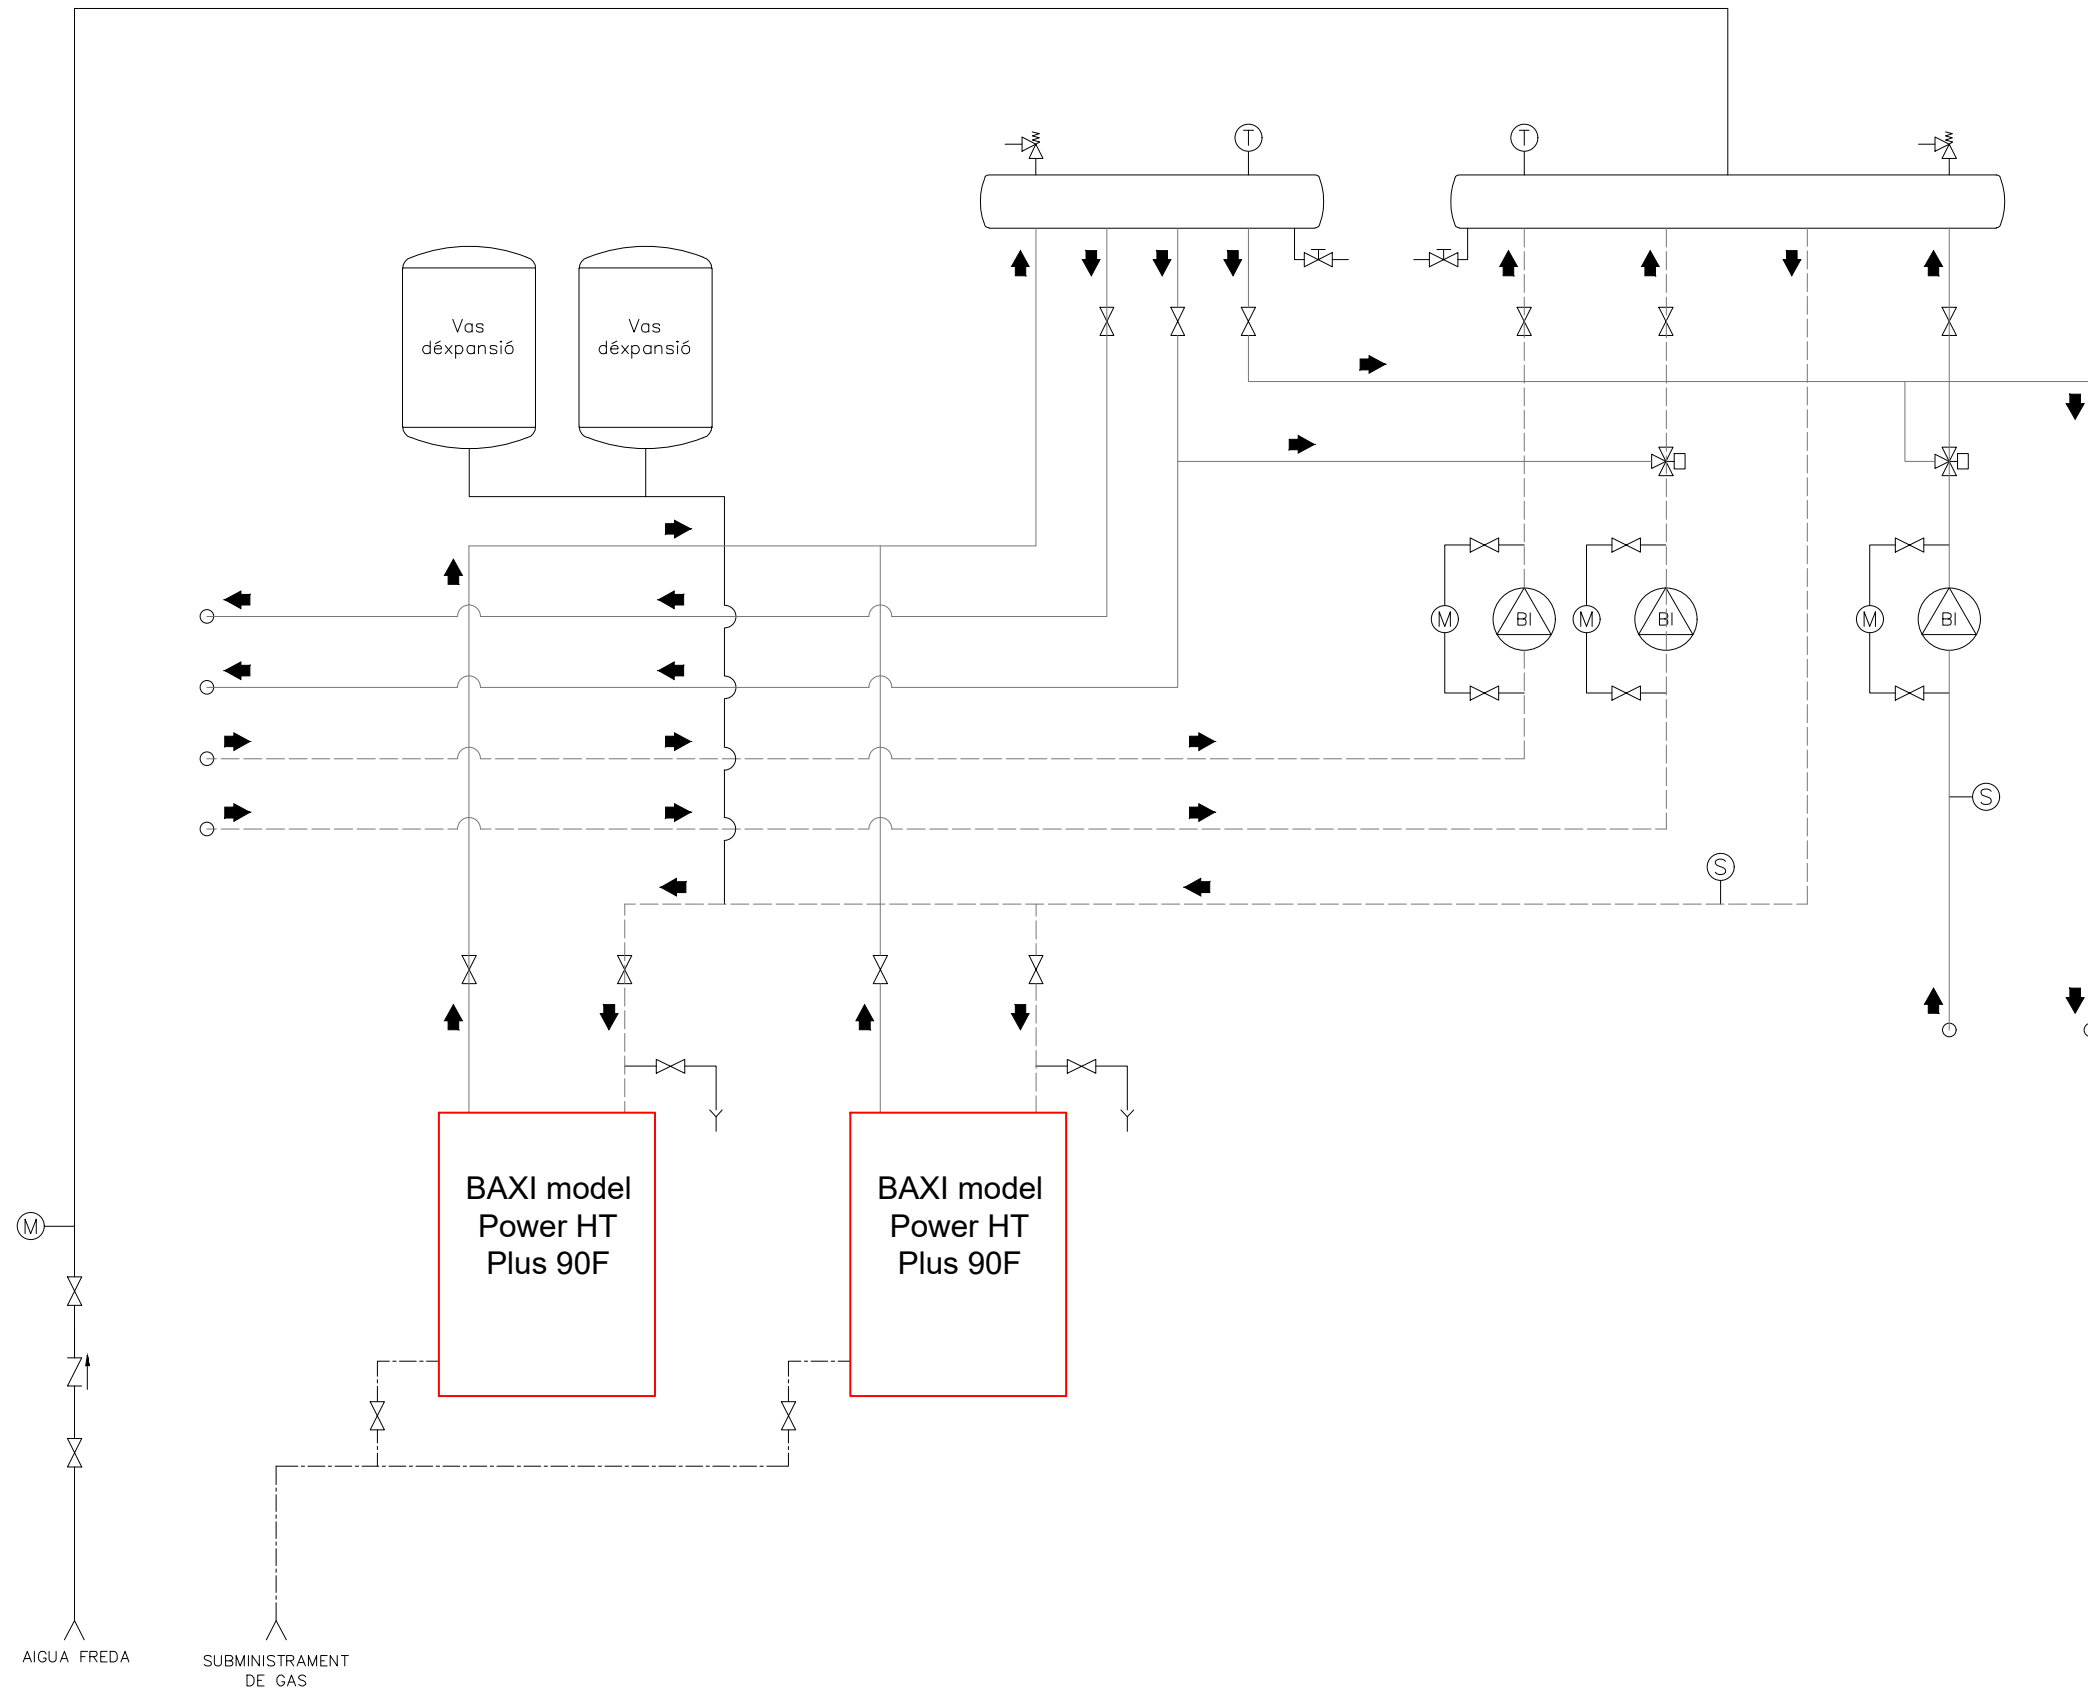 T
T
Vas
déxpansió
Vas
déxpansió
M
BI
M
BI
M
BI
S
S
BAXI model
Power HT
Plus 90F
BAXI model
Power HT
Plus 90F
M
AIGUA FREDA
SUBMINISTRAMENT
DE GAS